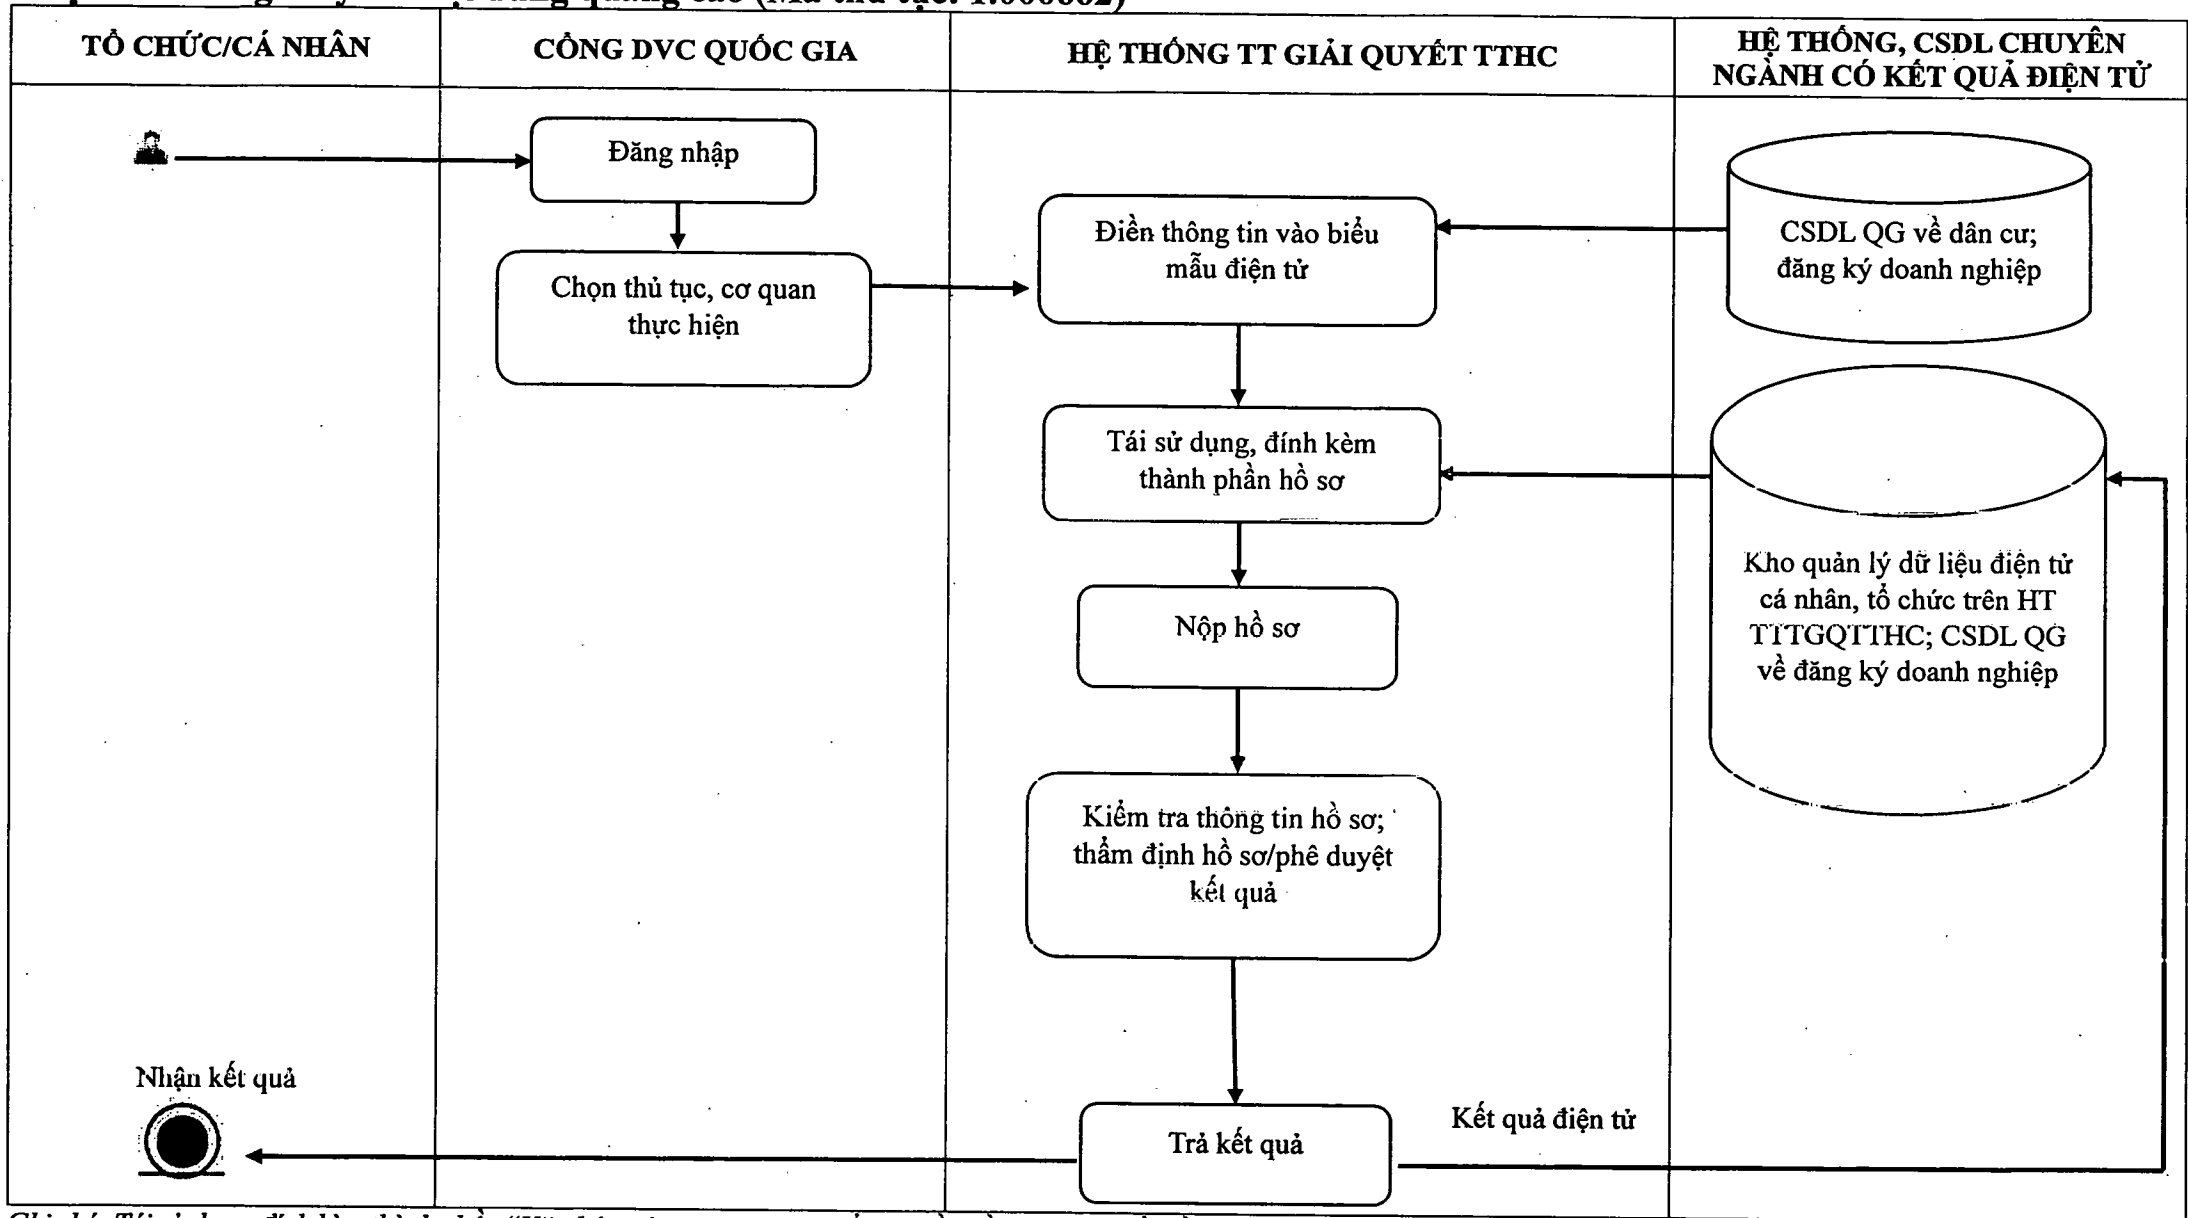 TỔ CHỨC/CÁ NHÂN
CỔNG DVC QUỐC GIA
HỆ THỐNG TT GIẢI QUYẾT TTHC
HỆ THỐNG, CSDL CHUYÊN
NGÀNH CÓ KẾT QUẢ ĐIỆN TỬ
Đăng nhập
Chọn thủ tục, cơ quan
thực hiện
Điền thông tin vào biểu
mẫu điện tử
CSDL QG về dân cư;
đăng ký doanh nghiệp
Tái sử dụng, đính kèm
thành phần hồ sơ
Kho quản lý dữ liệu điện tử
cá nhân, tổ chức trên HT
TTTGQTTHC; CSDL QG
về đăng ký doanh nghiệp
Nộp hồ sơ
Kiểm tra thông tin hồ sơ;
thẩm định hồ sơ/phê duyệt
kết quả
Nhận kết quả
Trả kết quả
Kết quả điện tử